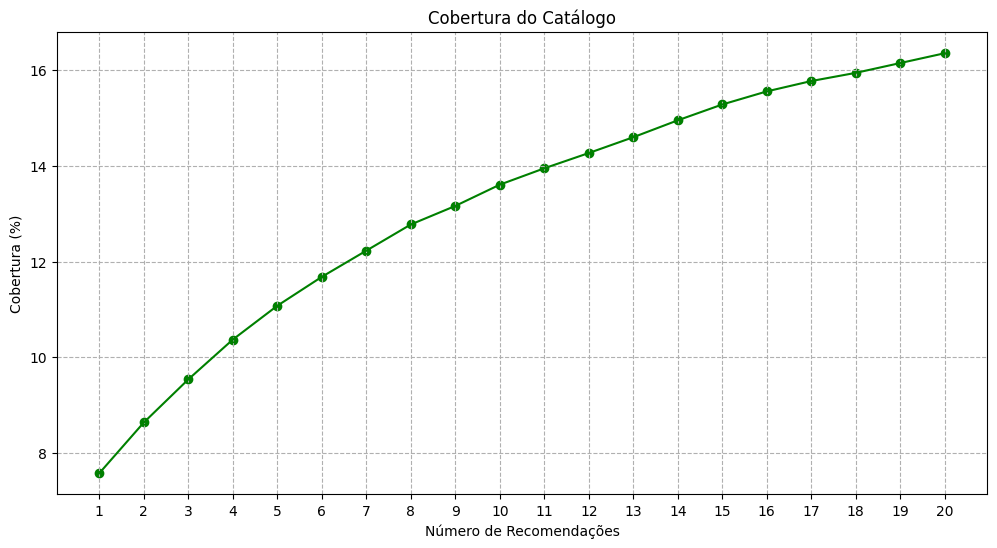 Cobertura do Catálogo
Cobertura (%)
16
14
12
10
8
1 2 3 4 5 6 7 8 9 10 11 12 13 14 15 16 17 18 19 20
Número de Recomendações